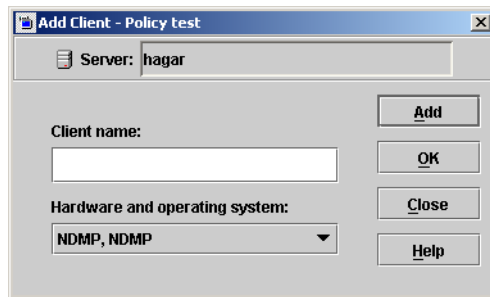 Add Client - Policy test
Server: hagar
Client name:
Hardware and operating system:
NDMP, NDMP
Add
OK
Close
Help